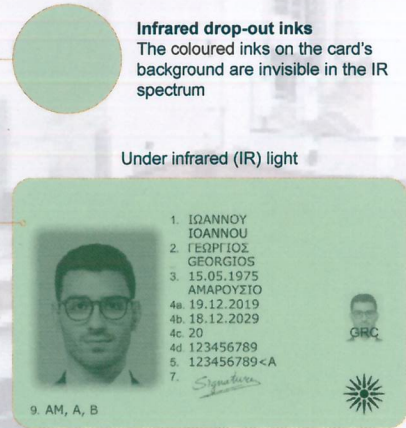 Infrared drop-out inks
The coloured inks on the card's
background are invisible in the IR
spectrum
Under infrared (IR) light
1. ΙΩΑΝΝΟΥ
IOANNOU
2. ΓΕΩΡΓΙΟΣ
GEORGIOS
3. 15.05.1975
ΑΜΑΡΟΥΣΙΟ
4a. 19.12.2019
4b. 18.12.2029
4c. 20
4d. 123456789
5. 123456789<A
7. Signature
GRC
9. AM, A, B